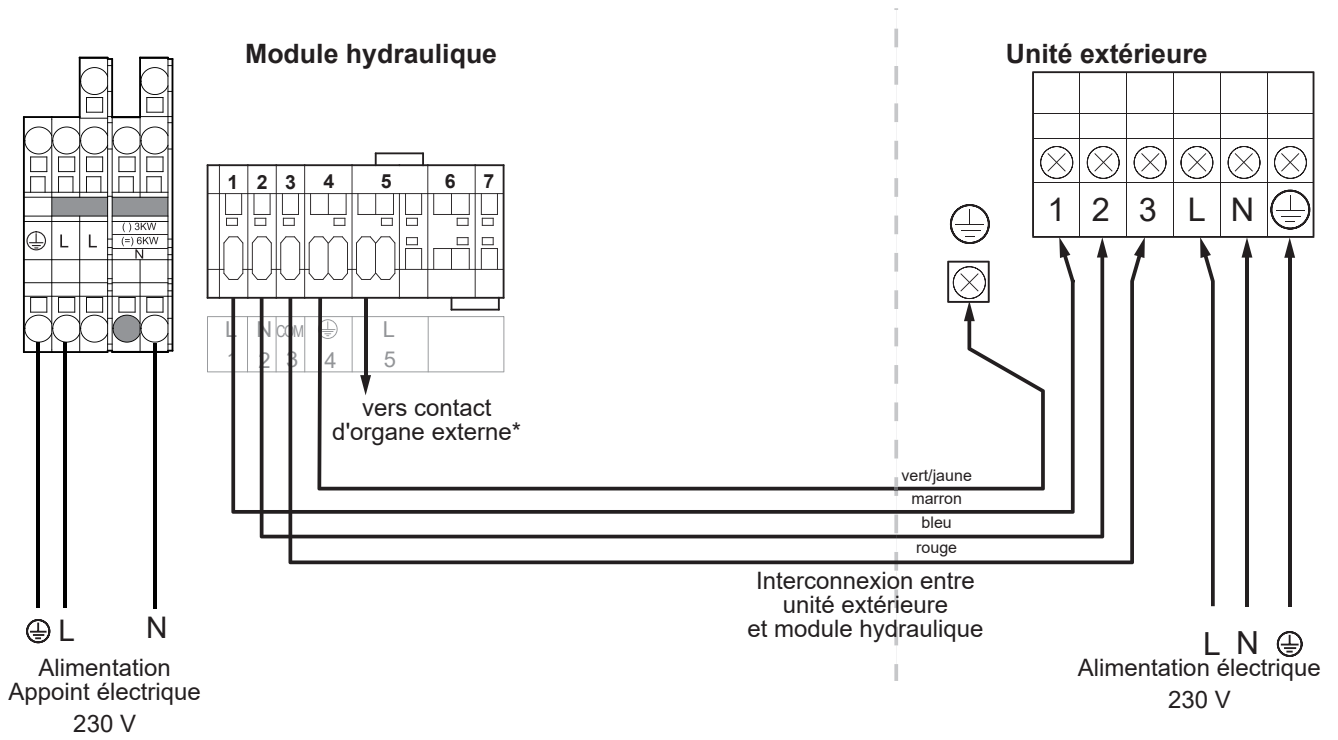 Module hydraulique
Unité extérieure
1 2 3 4 5 6 7
1 2 3 L N
L L
( ) 3KW
(=) 6KW
N
L N COM L
1 2 3 4 5
vers contact
d'organe externe*
vert/jaune
marron
bleu
rouge
Interconnexion entre
unité extérieure
et module hydraulique
L N
Alimentation
Appoint électrique
230 V
L N
Alimentation électrique
230 V